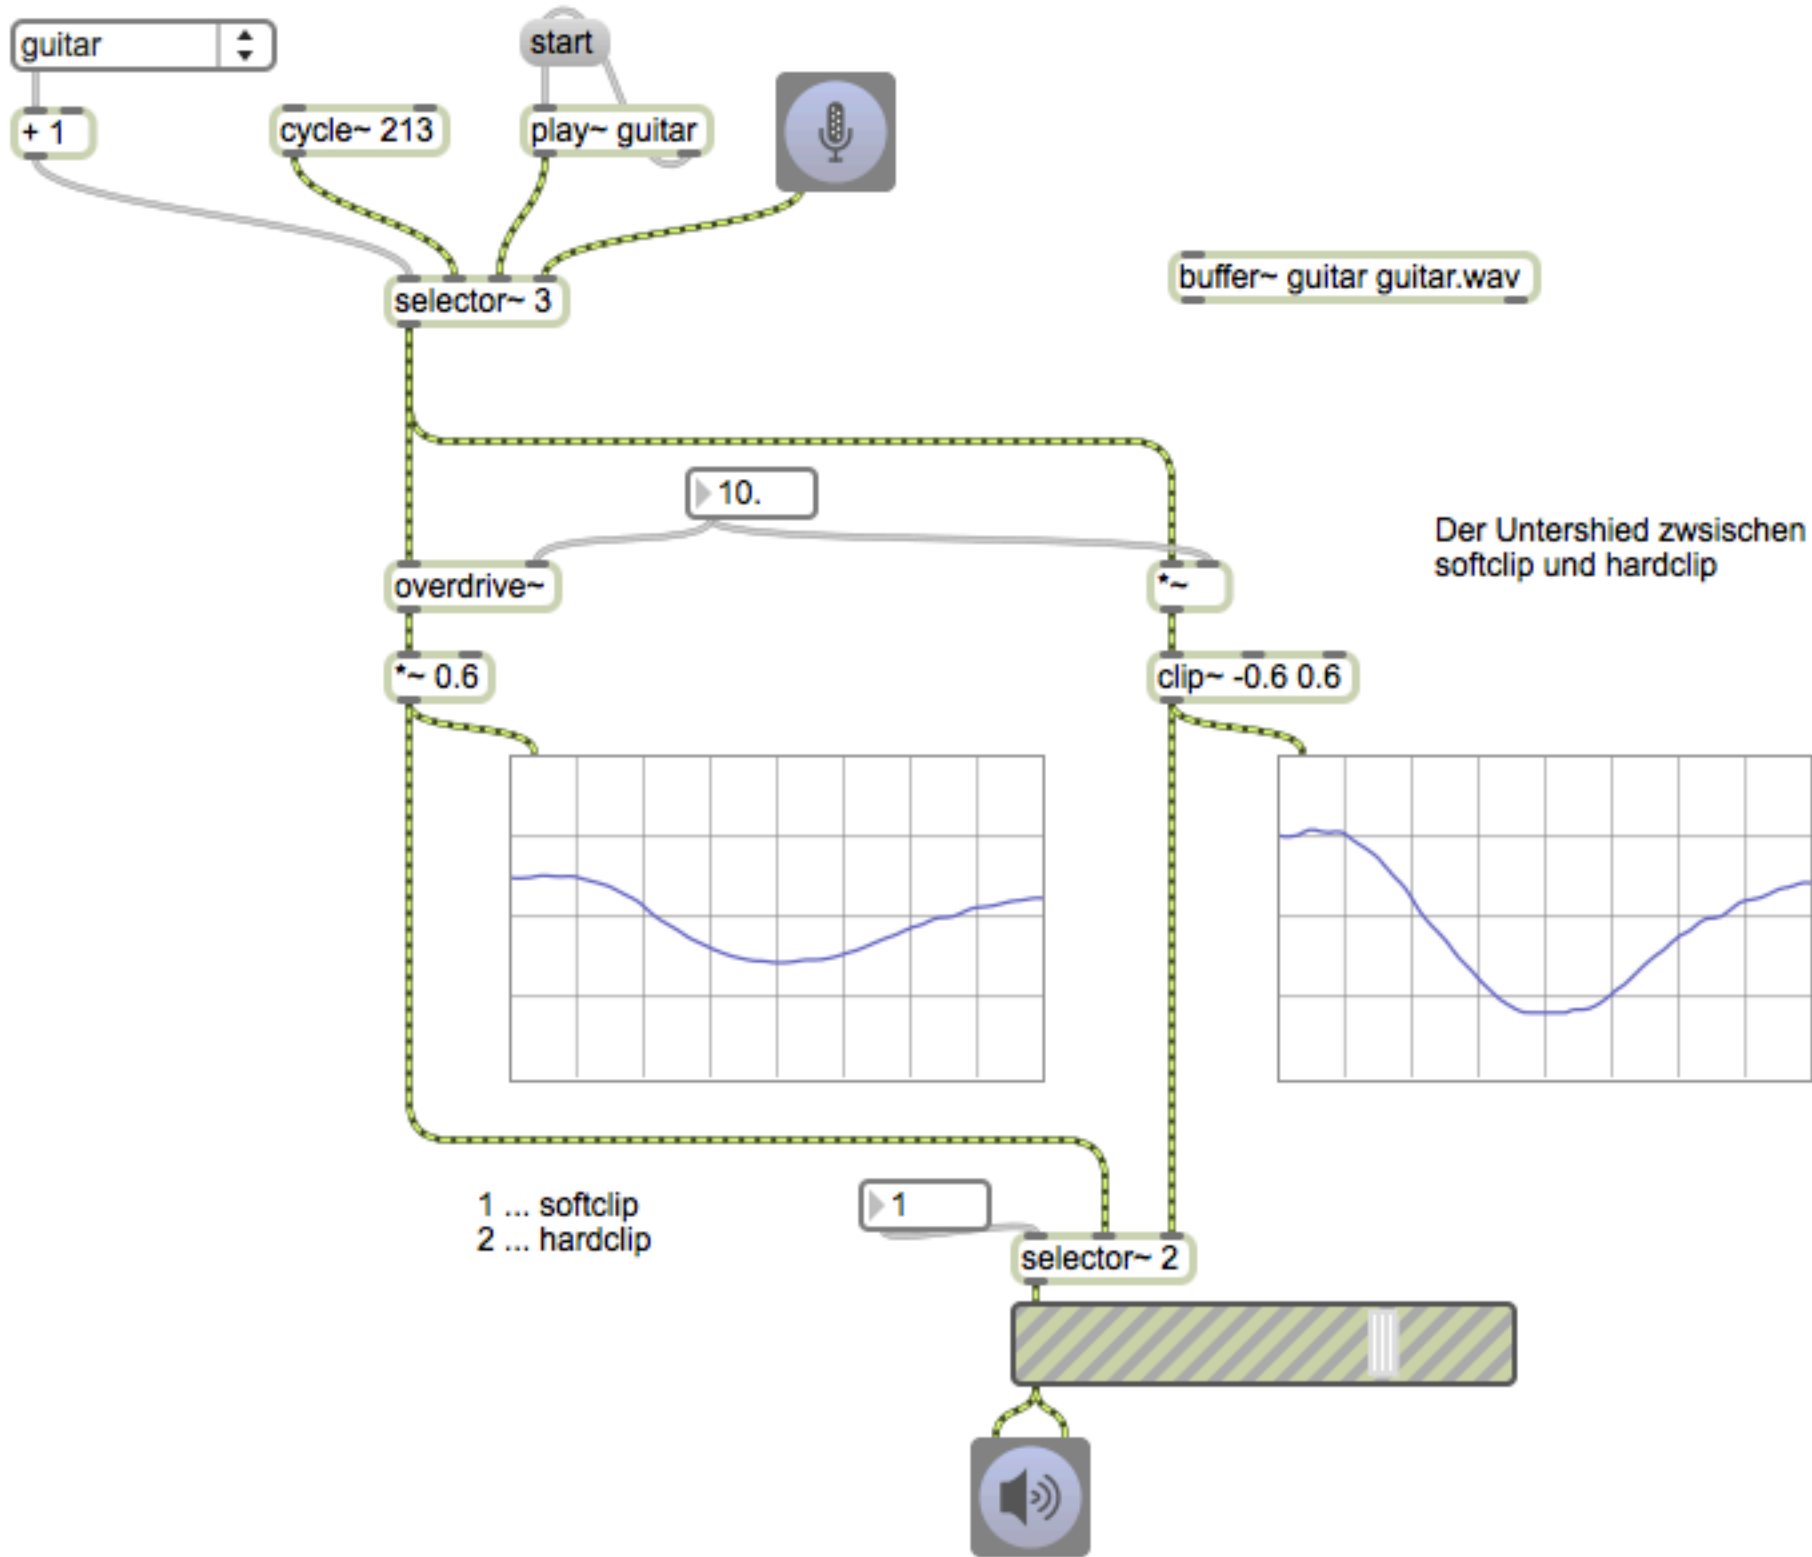 guitar
start
+ 1
cycle~ 213
play~ guitar
selector~ 3
buffer~ guitar guitar.wav
10.
Der Untershied zwsischen
softclip und hardclip
overdrive~
*~
*~ 0.6
clip~ -0.6 0.6
1 ... softclip
2 ... hardclip
1
selector~ 2